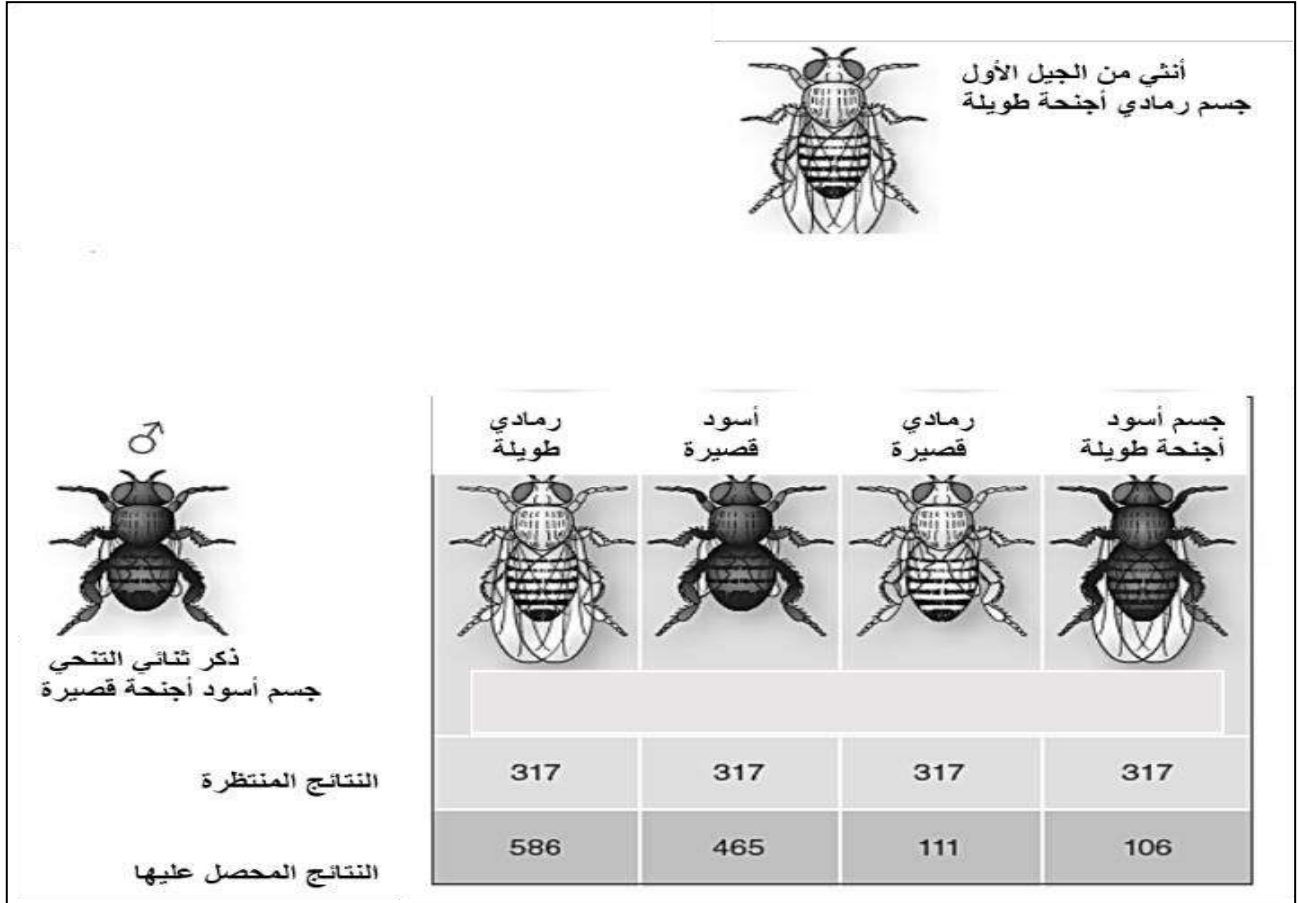 أنثي من الجيل الأول
جسم رمادي أجنحة طويلة
جسم أسود
أجنحة طويلة
رمادي
قصيرة
أسود
قصيرة
رمادي
طويلة
♂
ذكر ثنائي التنحي
جسم أسود أجنحة قصيرة
النتائج المنتظرة
317 317 317 317
النتائج المحصل عليها
586 465 111 106